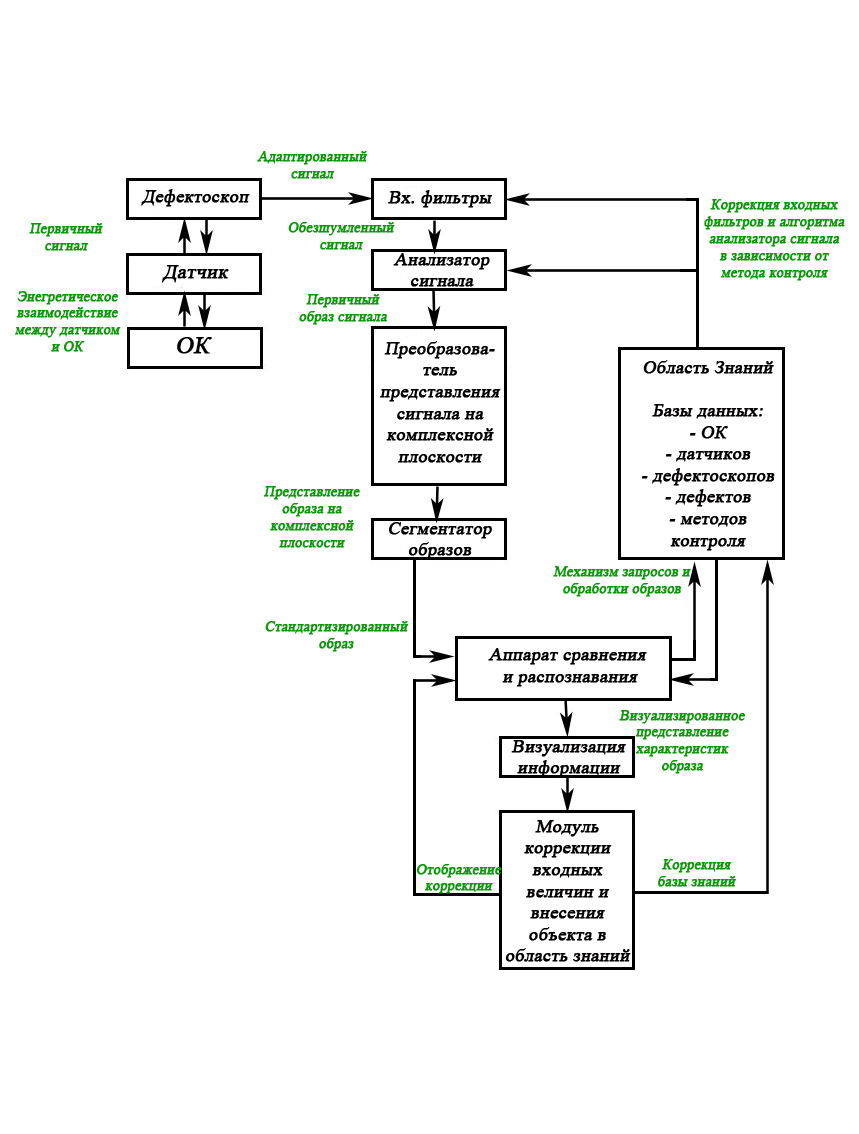 Адаптированный
сигнал
Дефектоскоп
Вх. фильтры
Первичный
сигнал
Обезшумленный
сигнал
Коррекция входных
фильтров и алгоритма
анализатора сигнала
в зависимости от
метода контроля
Датчик
Анализатор
сигнала
Энегретическое
взаимодействие
между датчиком
и ОК
Первичный
образ сигнала
ОК
Преобразова-
тель
представления
сигнала на
комплексной
плоскости
Область Знаний
Базы данных:
- ОК
- датчиков
- дефектоскопов
- дефектов
- методов
контроля
Представление
образа на
комплексной
плоскости
Сегментатор
образов
Механизм запросов и
обработки образов
Стандартизированный
образ
Аппарат сравнения
и распознавания
Визуализированное
представление
характеристик
образа
Визуализация
информации
Модуль
коррекции
входных
величин и
внесения
объекта в
область знаний
Отображение
коррекции
Коррекция
базы знаний